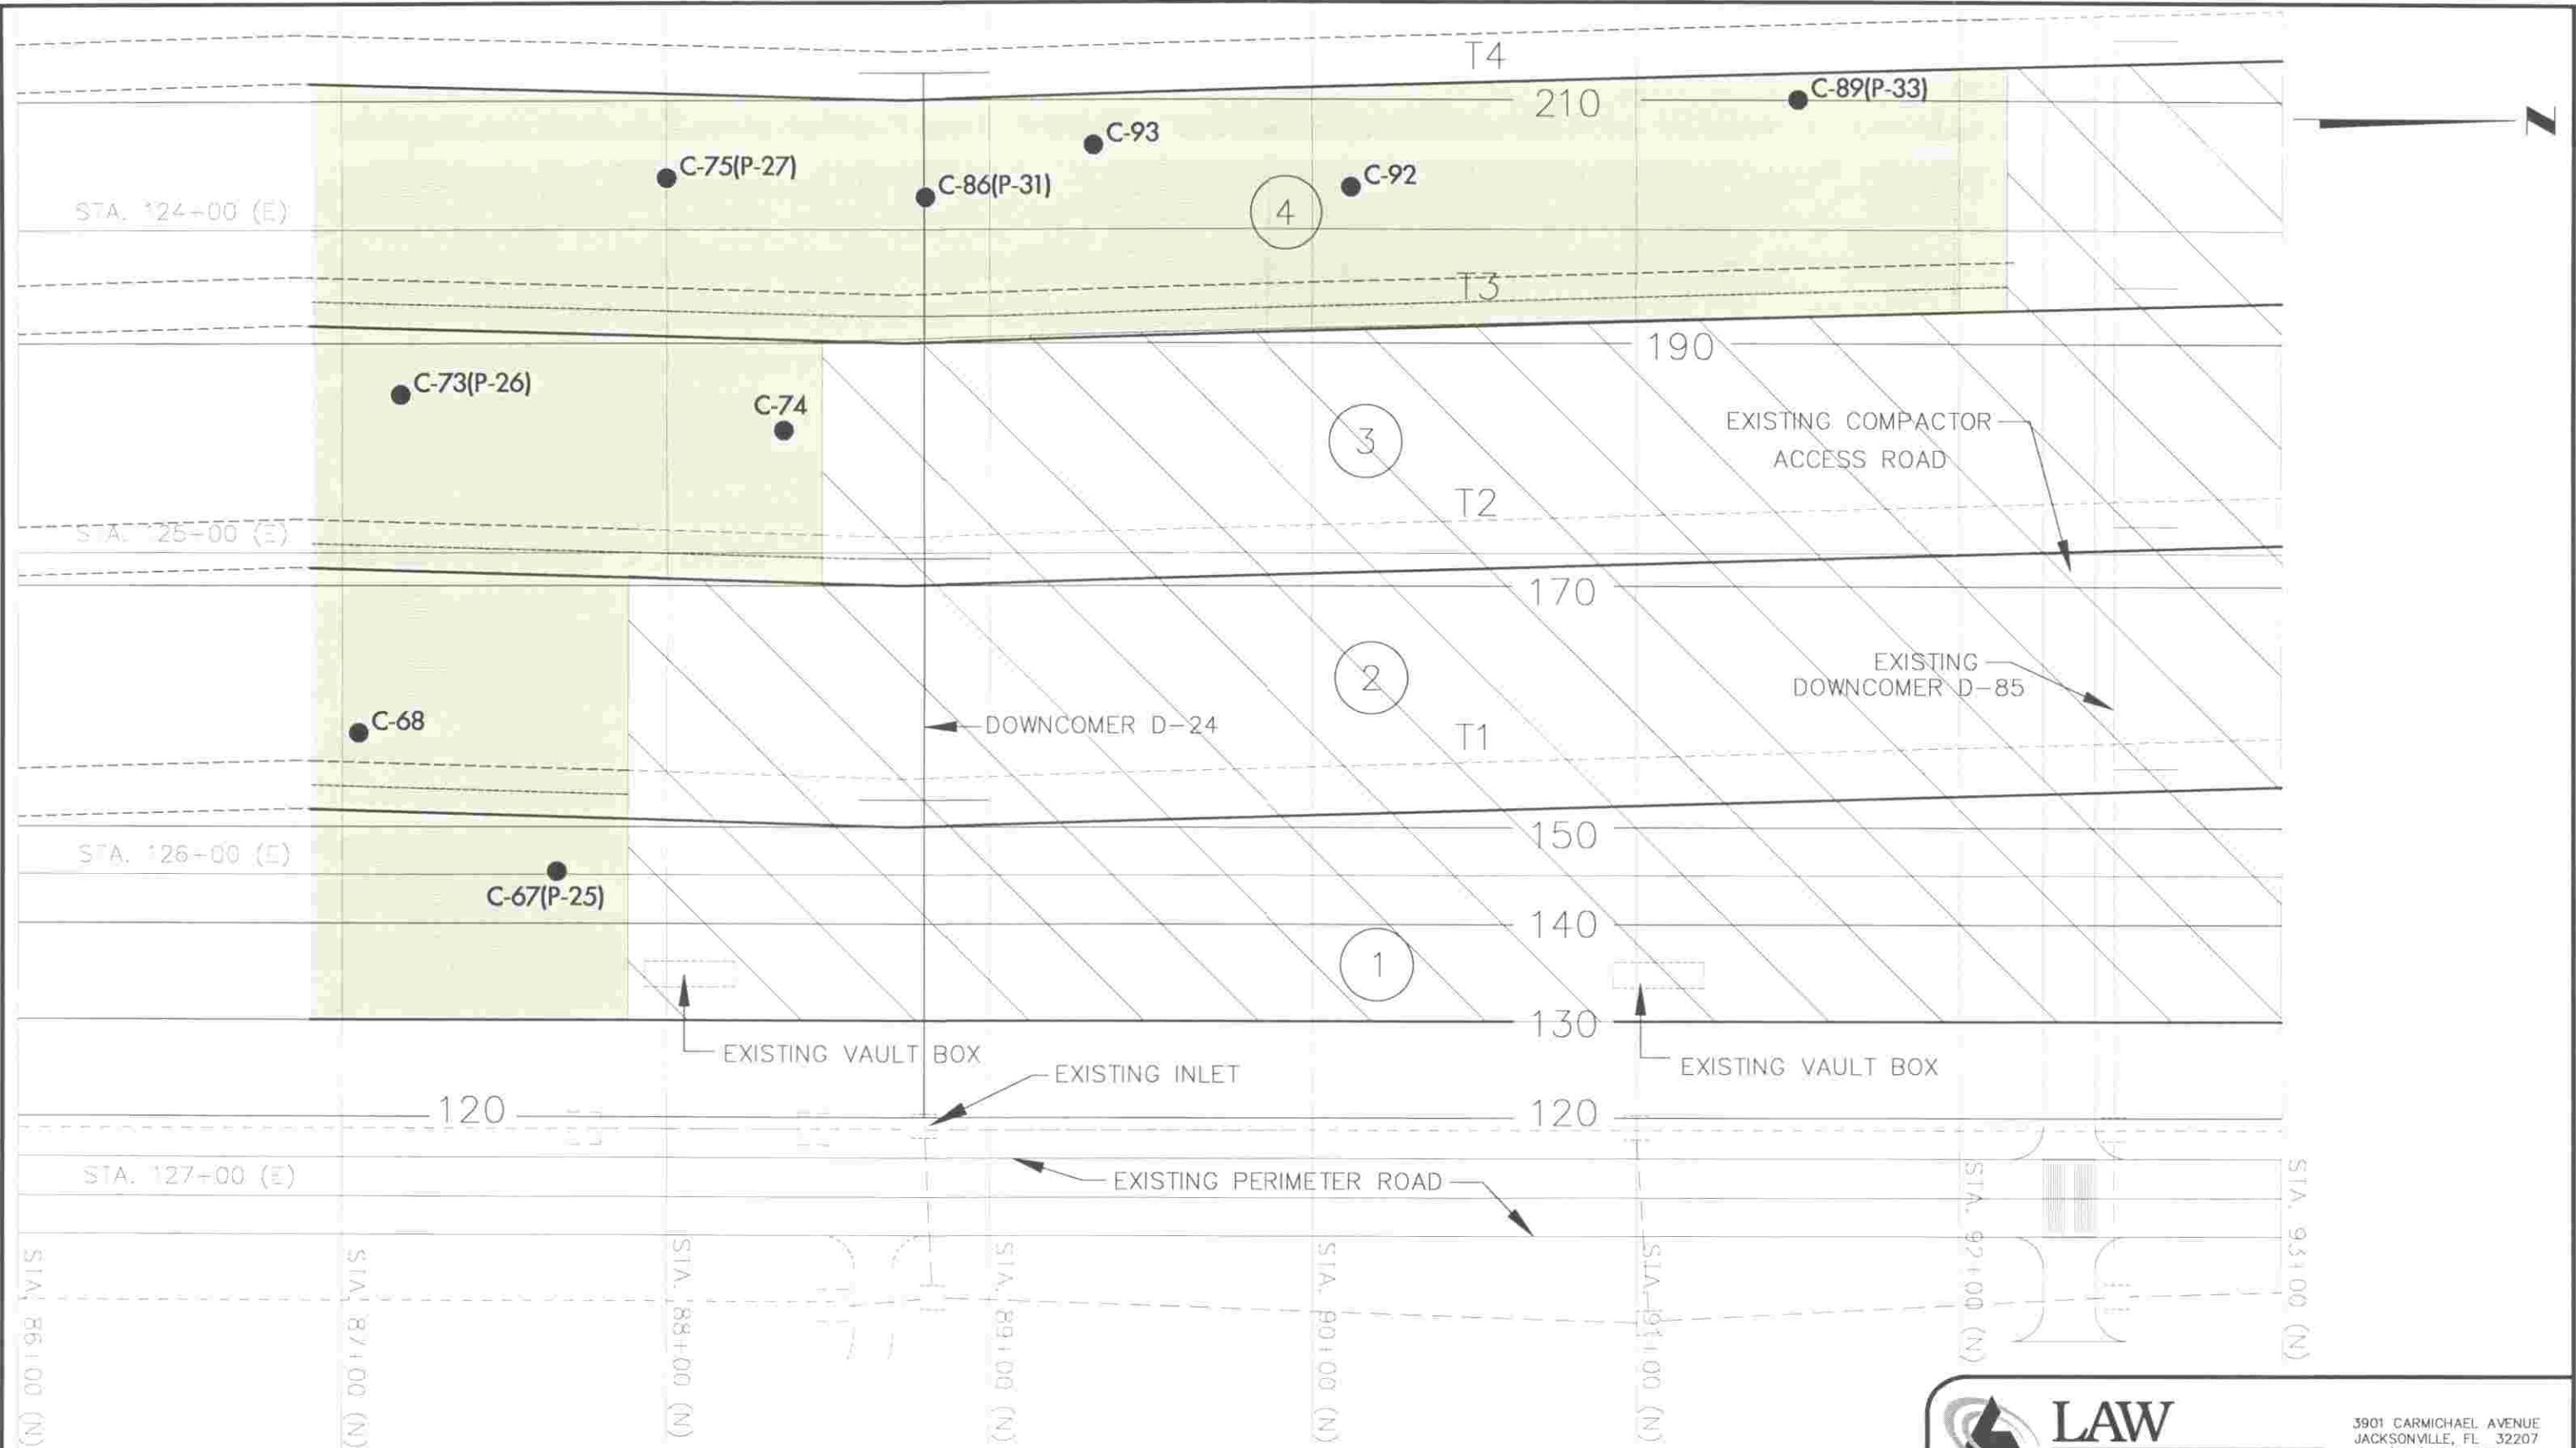 T4
210
C-89(P-33)
N
C-93
C-75(P-27)
C-86(P-31)
C-92
STA. 124+00 (E)
4
T3
190
C-73(P-26)
C-74
3
EXISTING COMPACTOR
ACCESS ROAD
T2
STA. 125+00 (E)
170
2
EXISTING
DOWNCOMER D-85
C-68
DOWNCOMER D-24
T1
150
STA. 126+00 (E)
C-67(P-25)
140
1
130
EXISTING VAULT BOX
EXISTING VAULT BOX
EXISTING INLET
120
120
STA. 127+00 (E)
EXISTING PERIMETER ROAD
STA. 86+00 (N)
STA. 87+00 (N)
STA. 88+00 (N)
STA. 89+00 (N)
STA. 90+00 (N)
STA. 91+00 (N)
STA. 92+00 (N)
STA. 93+00 (N)
LAW
3901 CARMICHAEL AVENUE
JACKSONVILLE, FL 32207